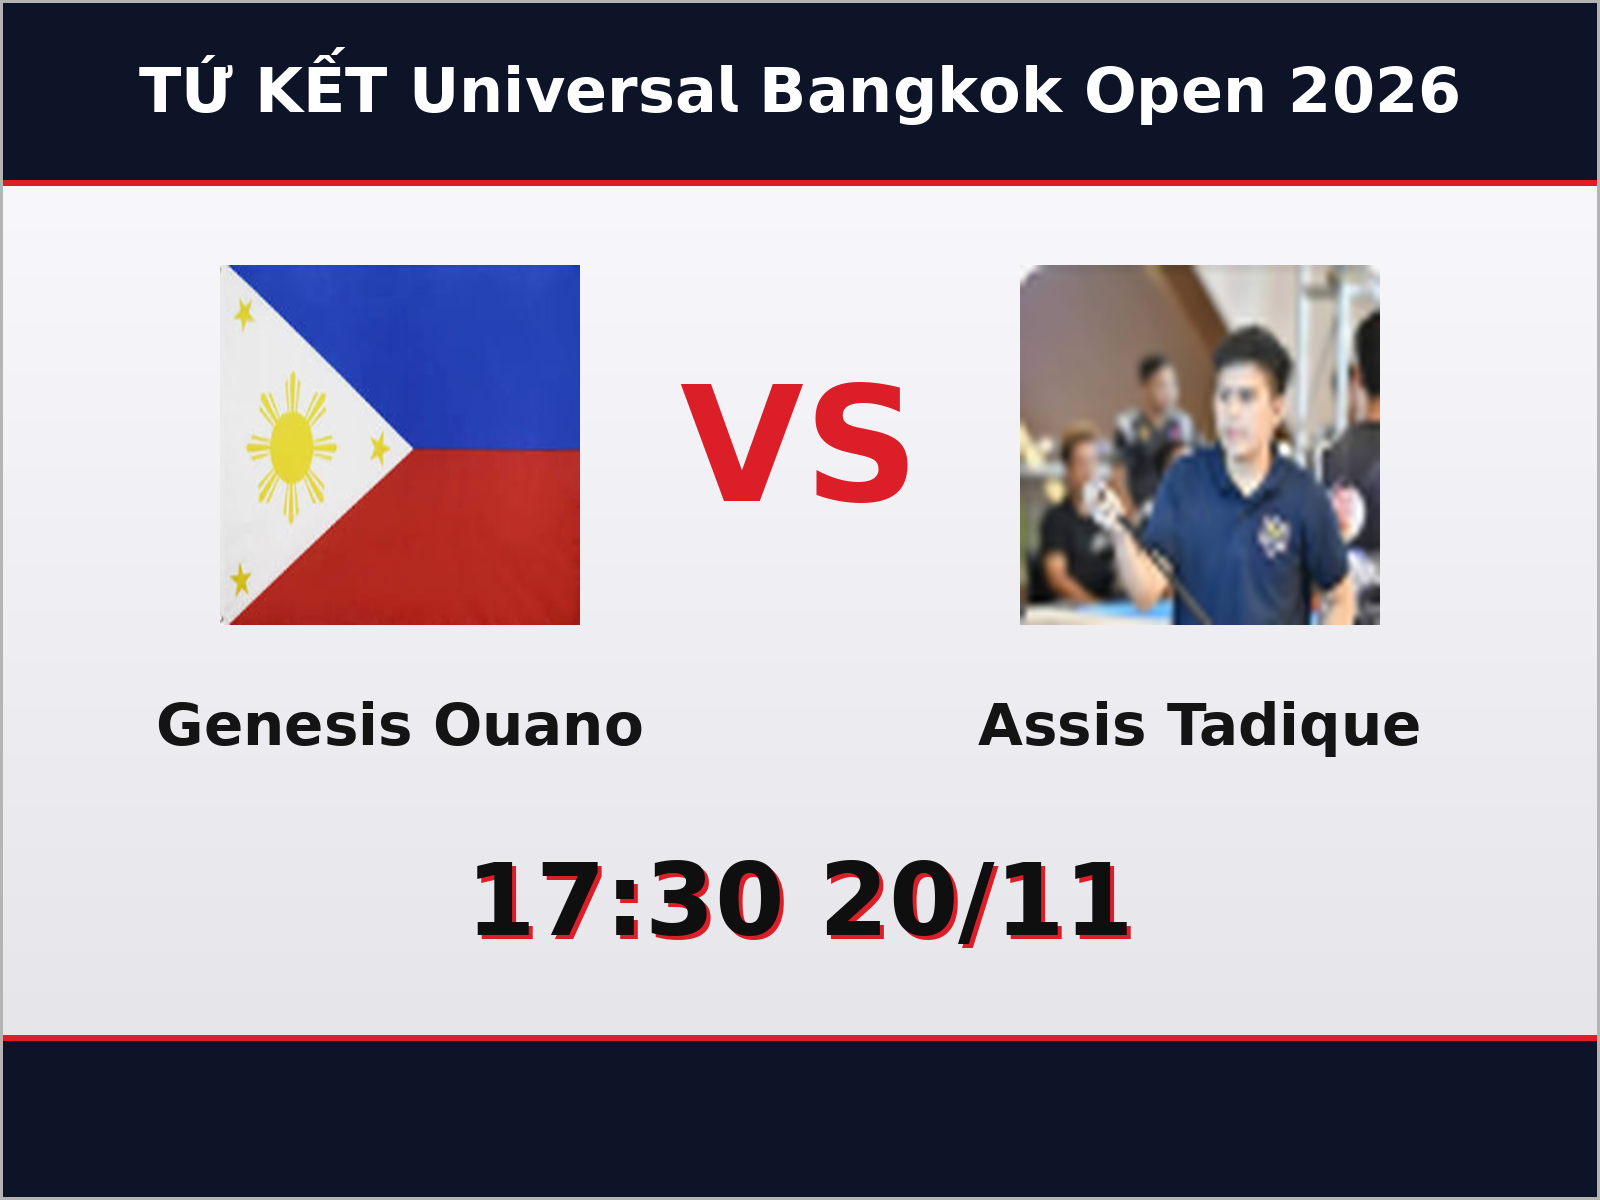 TỨ KẾT Universal Bangkok Open 2026
VS
Genesis Ouano
Assis Tadique
17:30 20/11